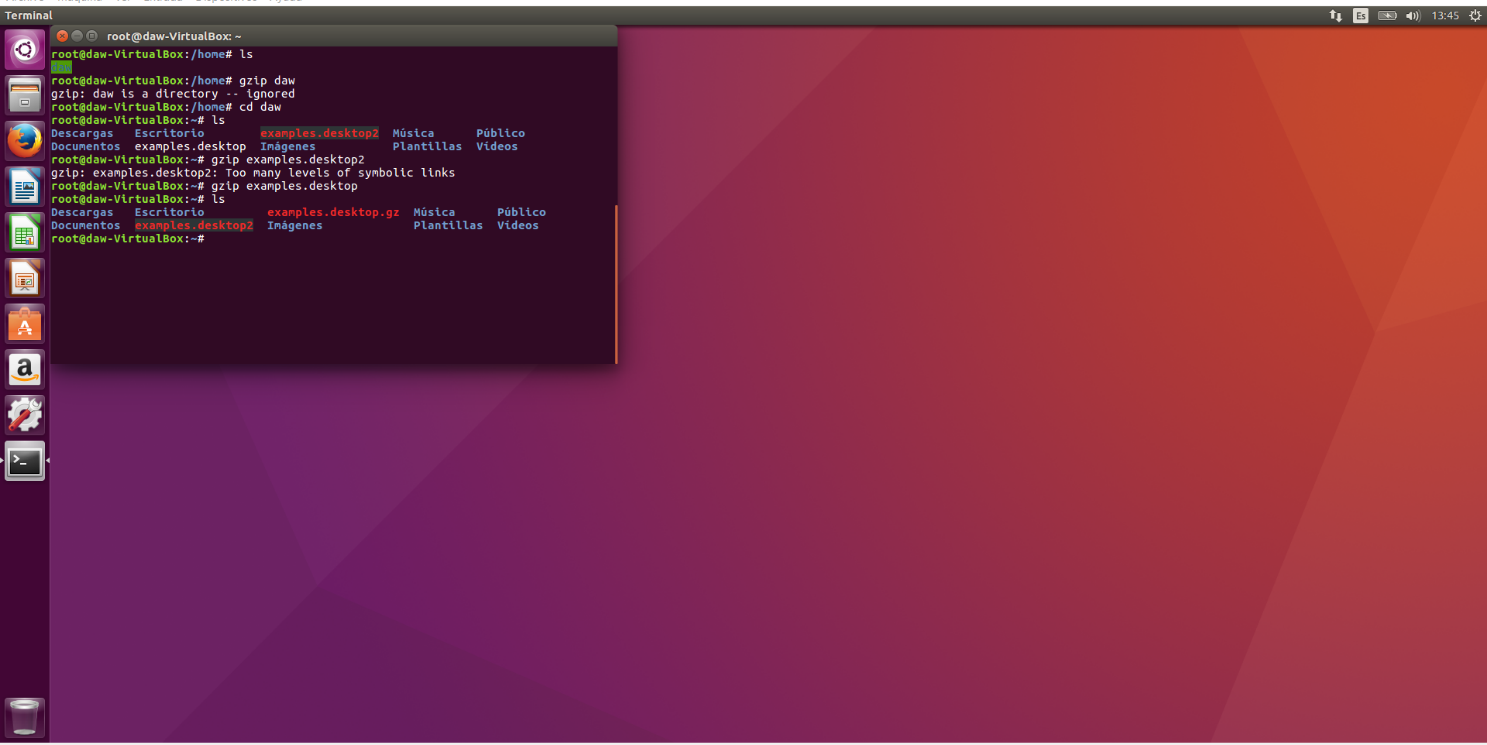 Terminal
Es
13:45
root@daw-VirtualBox: ~
root@daw-VirtualBox:/home# ls
daw
root@daw-VirtualBox:/home# gzip daw
gzip: daw is a directory -- ignored
root@daw-VirtualBox:/home# cd daw
root@daw-VirtualBox:~# ls
Descargas Escritorio examples.desktop2 Música Público
Documentos examples.desktop Imágenes Plantillas Vídeos
root@daw-VirtualBox:~# gzip examples.desktop2
gzip: examples.desktop2: Too many levels of symbolic links
root@daw-VirtualBox:~# gzip examples.desktop
root@daw-VirtualBox:~# ls
Descargas Escritorio examples.desktop.gz Música Público
Documentos examples.desktop2 Imágenes Plantillas Vídeos
root@daw-VirtualBox:~#